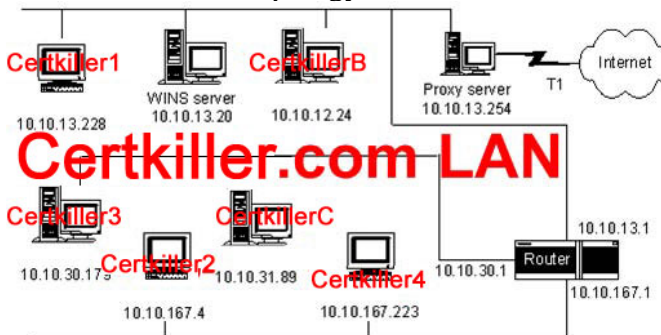 Certkiller1
CertkillerB
WINS server
10.10.13.20
Proxy server
10.10.13.254
T1
Internet
10.10.13.228
10.10.12.24
Certkiller.com LAN
Certkiller3
CertkillerC
10.10.13.1
Certkiller2
Router
10.10.31.89
Certkiller4
10.10.30.1
10.10.167.1
10.10.167.4
10.10.167.223